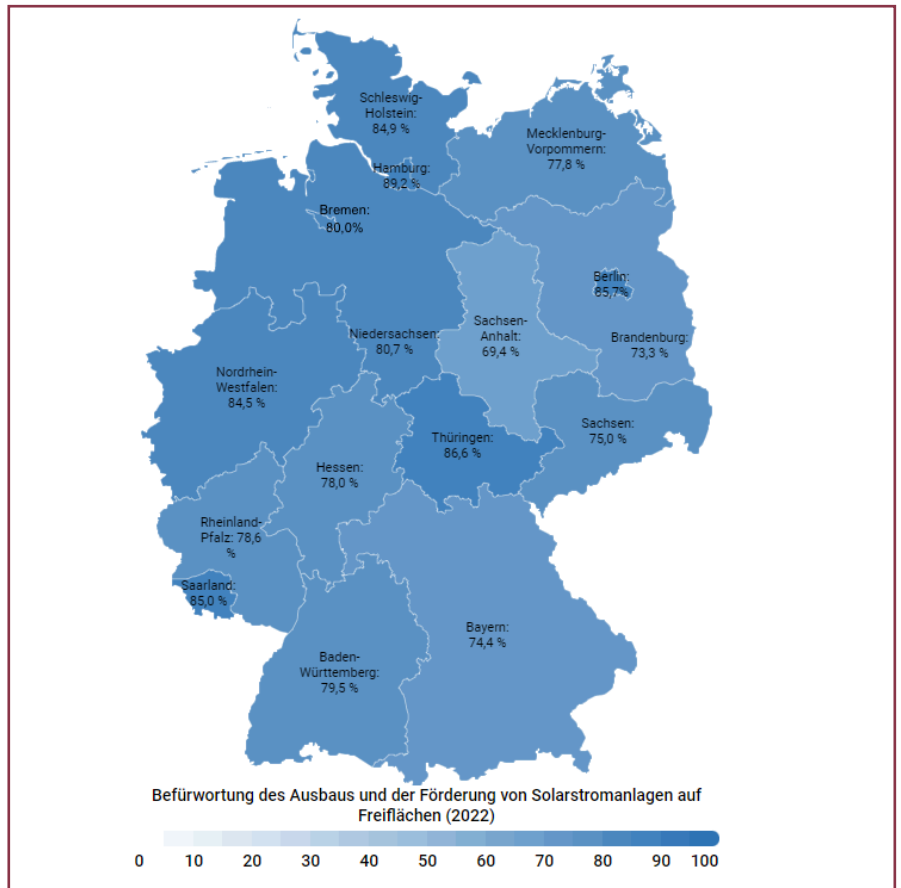 Schleswig-
Holstein:
84,9 %
Mecklenburg-
Vorpommern:
77,8 %
Hamburg:
89,2 %
Bremen:
80,0%
Berlin:
85,7%
Niedersachsen:
80,7 %
Sachsen-
Anhalt:
69,4 %
Brandenburg:
73,3 %
Nordrhein-
Westfalen:
84,5 %
Thüringen:
86,6 %
Sachsen:
75,0 %
Hessen:
78,0 %
Rheinland-
Pfalz: 78,6
%
Saarland:
85,0 %
Bayern:
74,4 %
Baden-
Württemberg:
79,5 %
Befürwortung des Ausbaus und der Förderung von Solarstromanlagen auf
Freiflächen (2022)
0 10 20 30 40 50 60 70 80 90 100